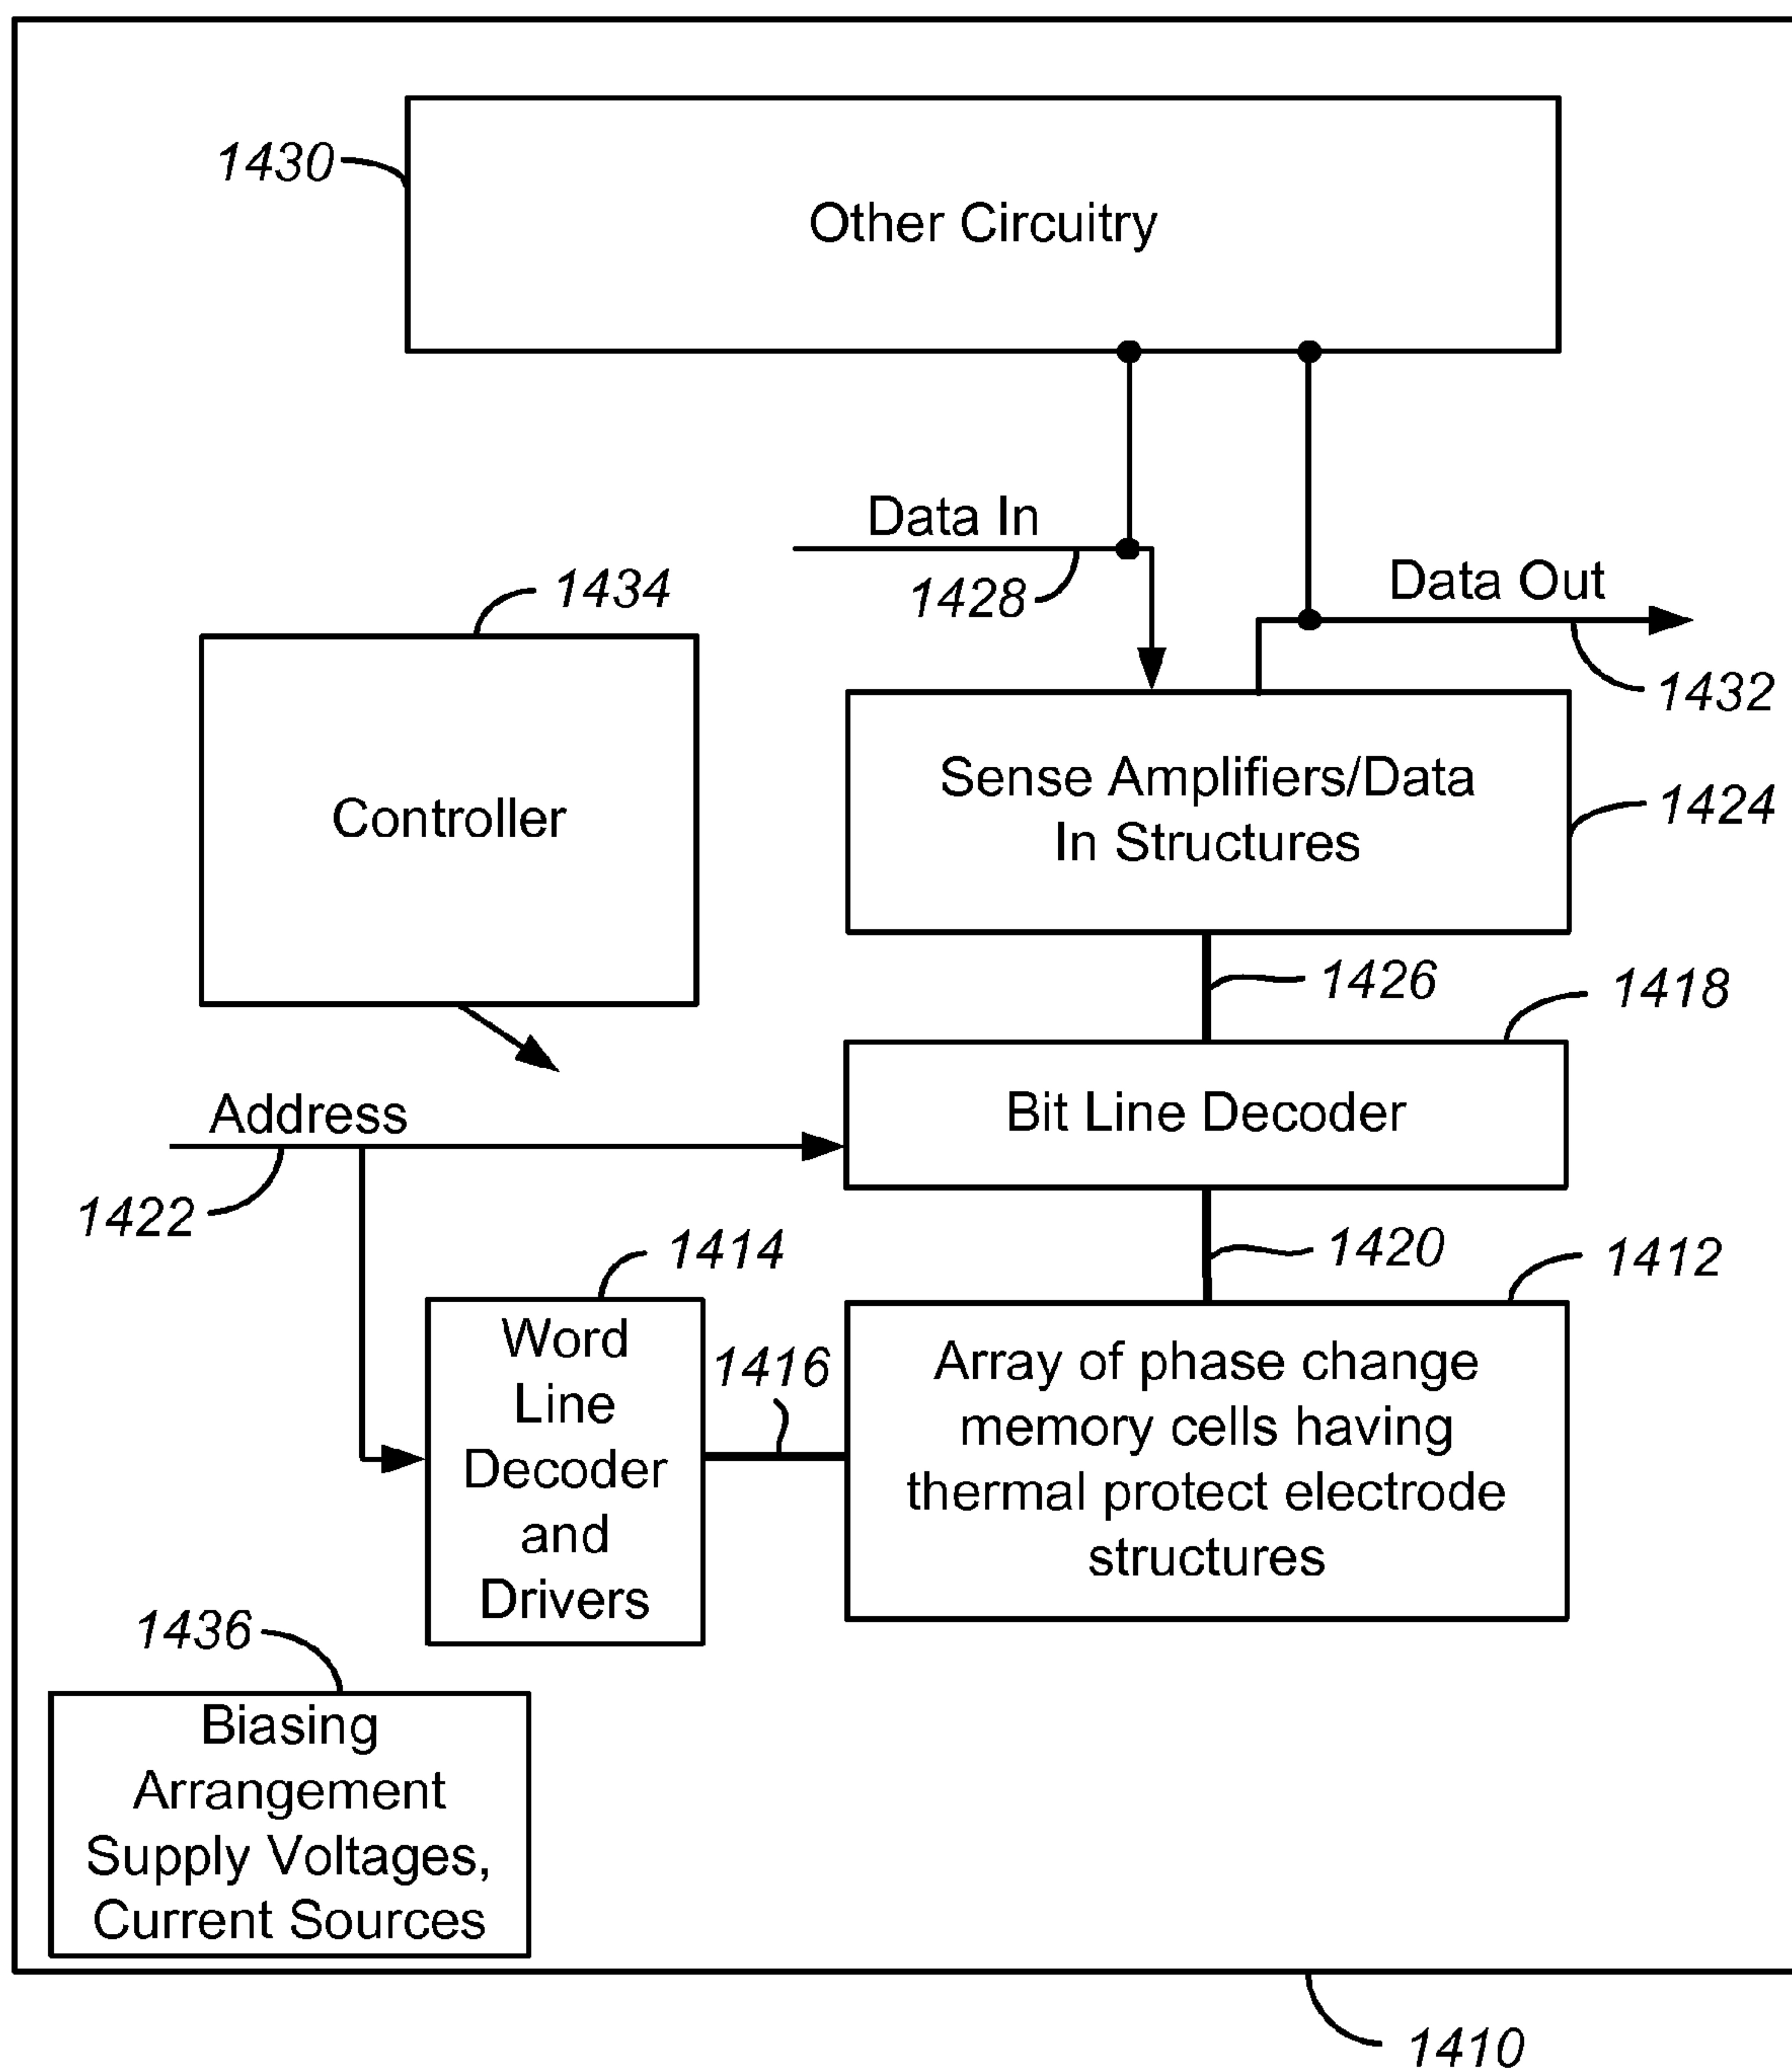 1430
Other Circuitry
Data In
1428
1434
Data Out
1432
Controller
Sense Amplifiers/Data
In Structures
1424
1426
1418
Address
Bit Line Decoder
1422
1414
1420
1412
Word
Line
Decoder
and
Drivers
1416
Array of phase change
memory cells having
thermal protect electrode
structures
1436
Biasing
Arrangement
Supply Voltages,
Current Sources
1410